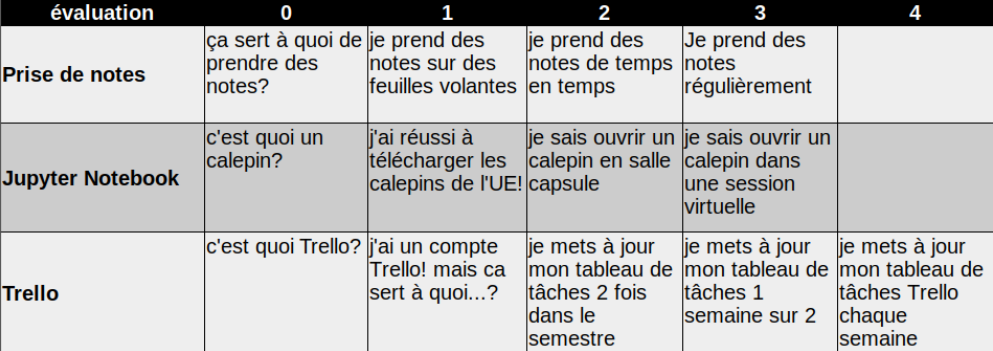 évaluation 0 1 2 3 4
Prise de notes
ça sert à quoi de
prendre des
notes?
je prend des
notes sur des
feuilles volantes
je prend des
notes de temps
en temps
Je prend des
notes
régulièrement
Jupyter Notebook
c'est quoi un
calepin?
j'ai réussi à
télécharger les
calepins de l'UE!
je sais ouvrir un
calepin en salle
capsule
je sais ouvrir un
calepin dans
une session
virtuelle
Trello
c'est quoi Trello?
j'ai un compte
Trello! mais ca
sert à quoi...?
je mets à jour
mon tableau de
tâches 2 fois
dans le
semestre
je mets à jour
mon tableau de
tâches 1
semaine sur 2
je mets à jour
mon tableau de
tâches Trello
chaque
semaine